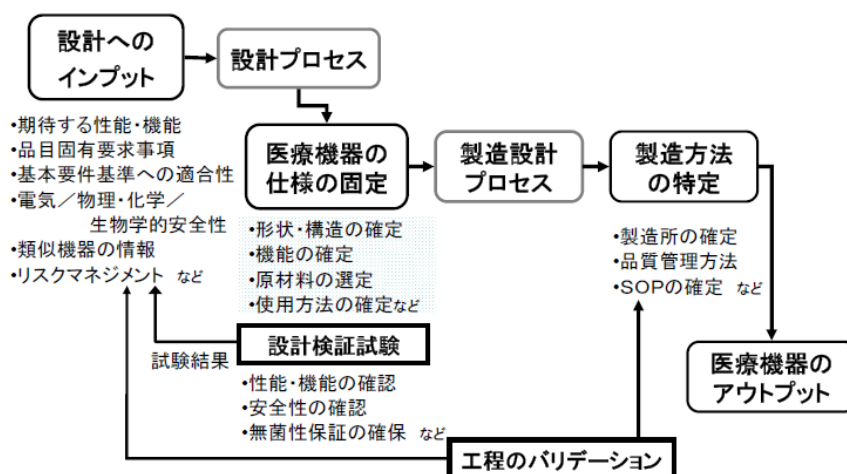 設計への
インプット
設計プロセス
•期待する性能・機能
•品目固有要求事項
•基本要件基準への適合性
•電気／物理・化学／
生物学的安全性
•類似機器の情報
•リスクマネジメント など
医療機器の
仕様の固定
•形状・構造の確定
•機能の確定
•原材料の選定
•使用方法の確定など
製造設計
プロセス
製造方法
の特定
•製造所の確定
•品質管理方法
•SOPの確定 など
設計検証試験
試験結果
•性能・機能の確認
•安全性の確認
•無菌性保証の確保 など
医療機器の
アウトプット
工程のバリデーション